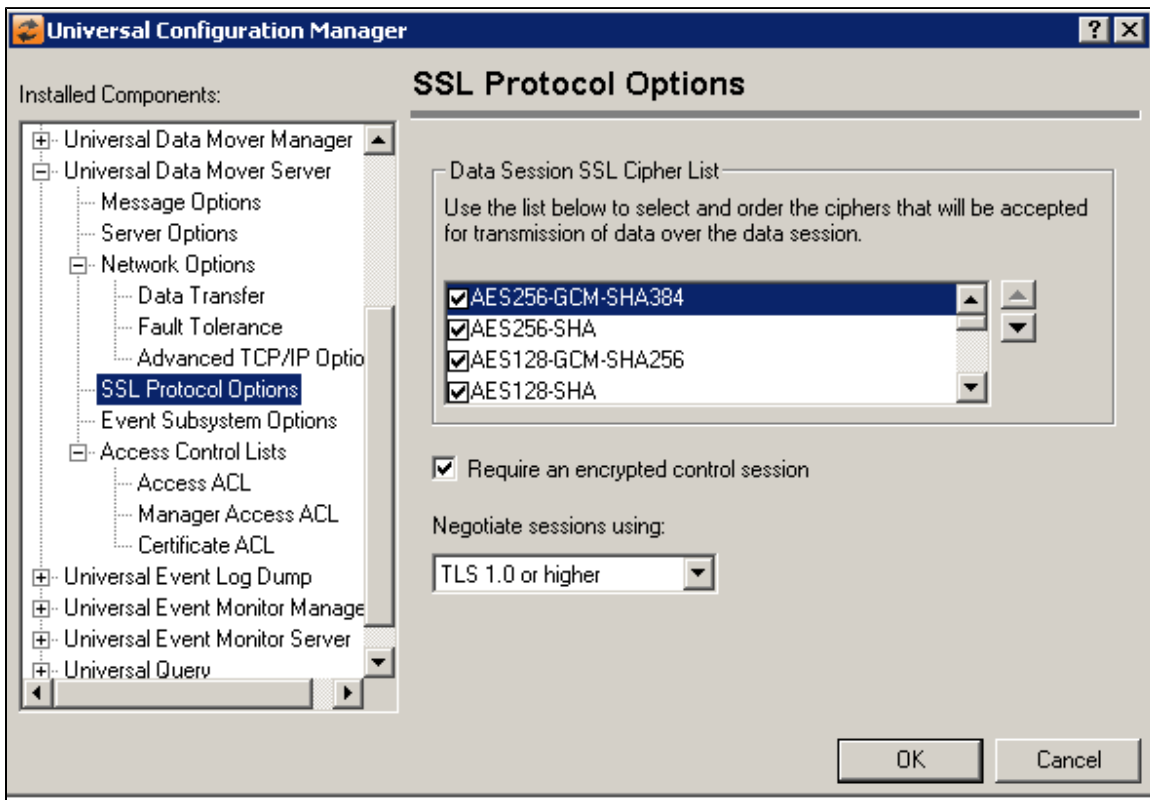 Universal Configuration Manager
Installed Components:
Universal Data Mover Manager
Universal Data Mover Server
Message Options
Server Options
Network Options
Data Transfer
Fault Tolerance
Advanced TCP/IP Optio
SSL Protocol Options
Event Subsystem Options
Access Control Lists
Access ACL
Manager Access ACL
Certificate ACL
Universal Event Log Dump
Universal Event Monitor Manage
Universal Event Monitor Server
Universal Query
SSL Protocol Options
Data Session SSL Cipher List
Use the list below to select and order the ciphers that will be accepted
for transmission of data over the data session.
AES256-GCM-SHA384
AES256-SHA
AES128-GCM-SHA256
AES128-SHA
Require an encrypted control session
Negotiate sessions using:
TLS 1.0 or higher
OK
Cancel